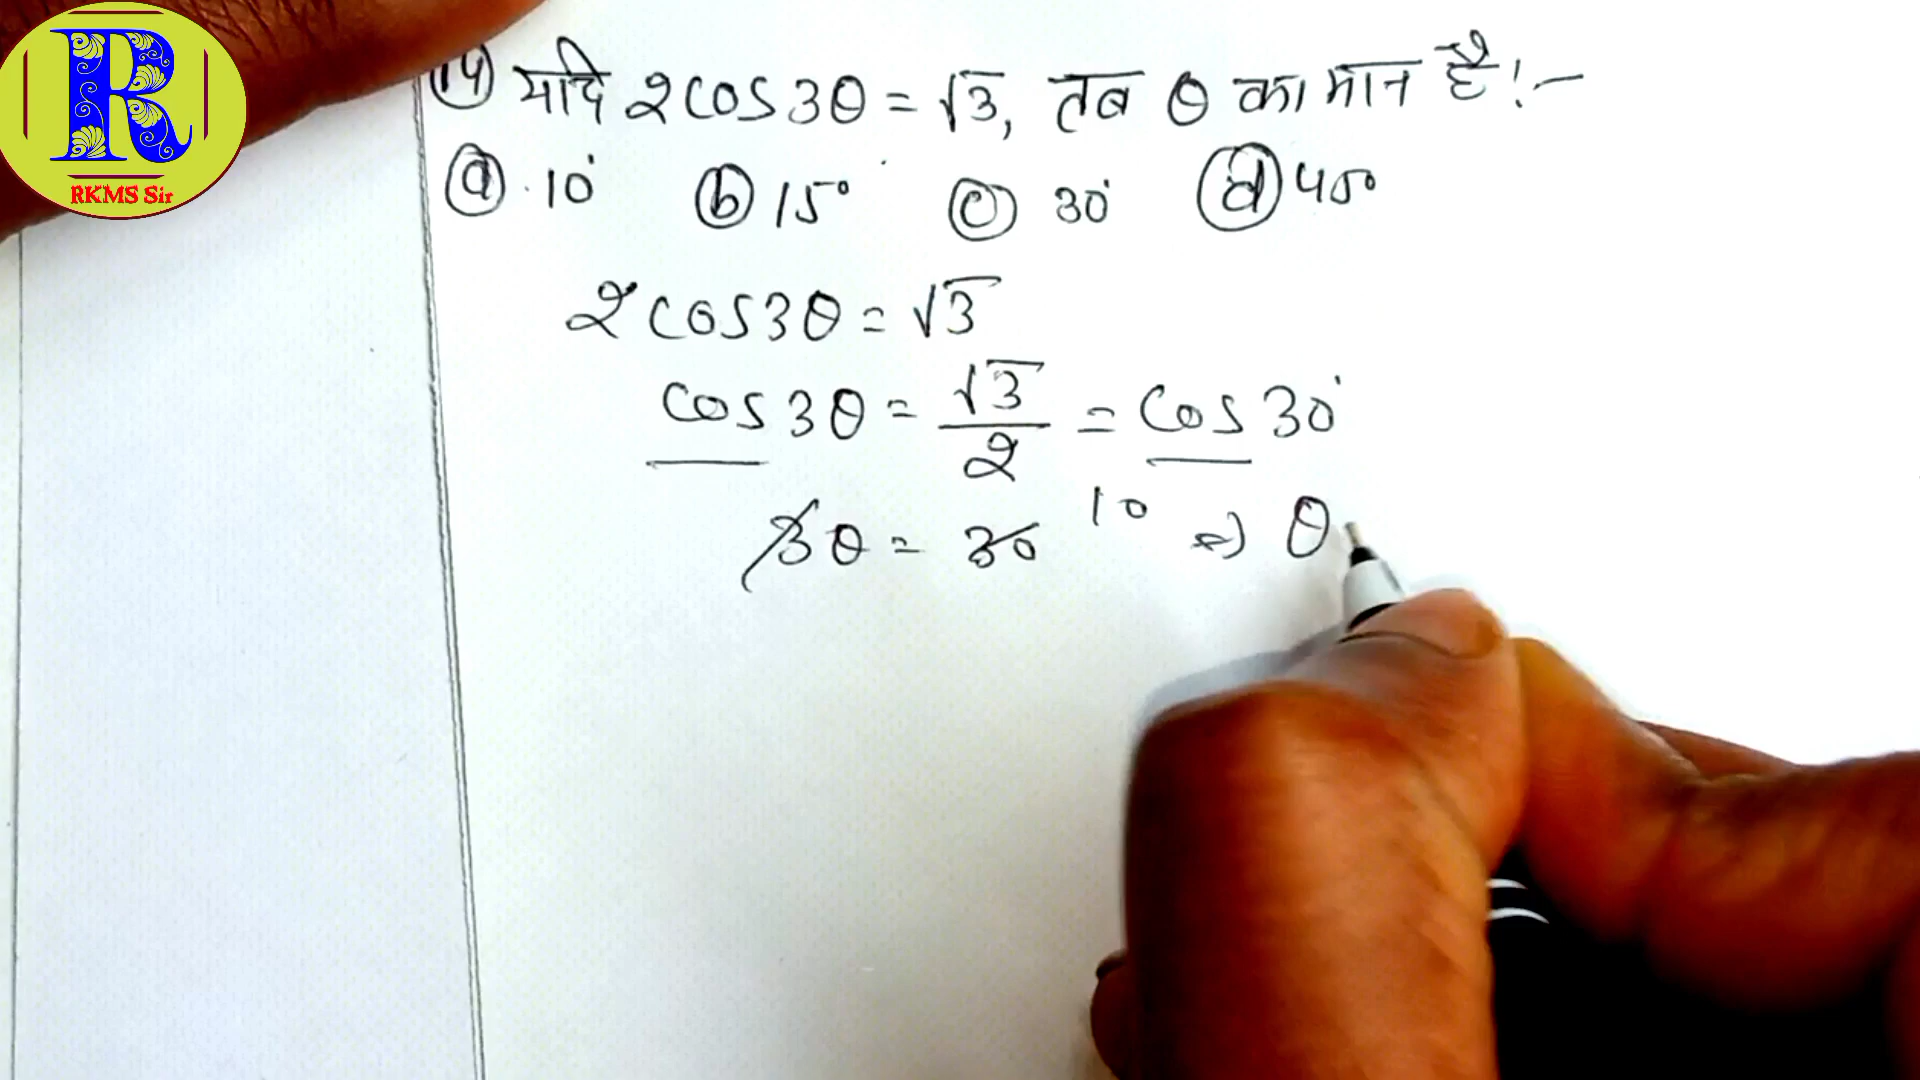 R
RKMS Sir
14 यदि 2cos3θ = √3, तब θ का मान है :-
(a) 10° (b) 15° (c) 30° (d) 45°
2cos3θ = √3
cos3θ = √3/2 = cos30°
3θ = 30 10 ⇒ θ